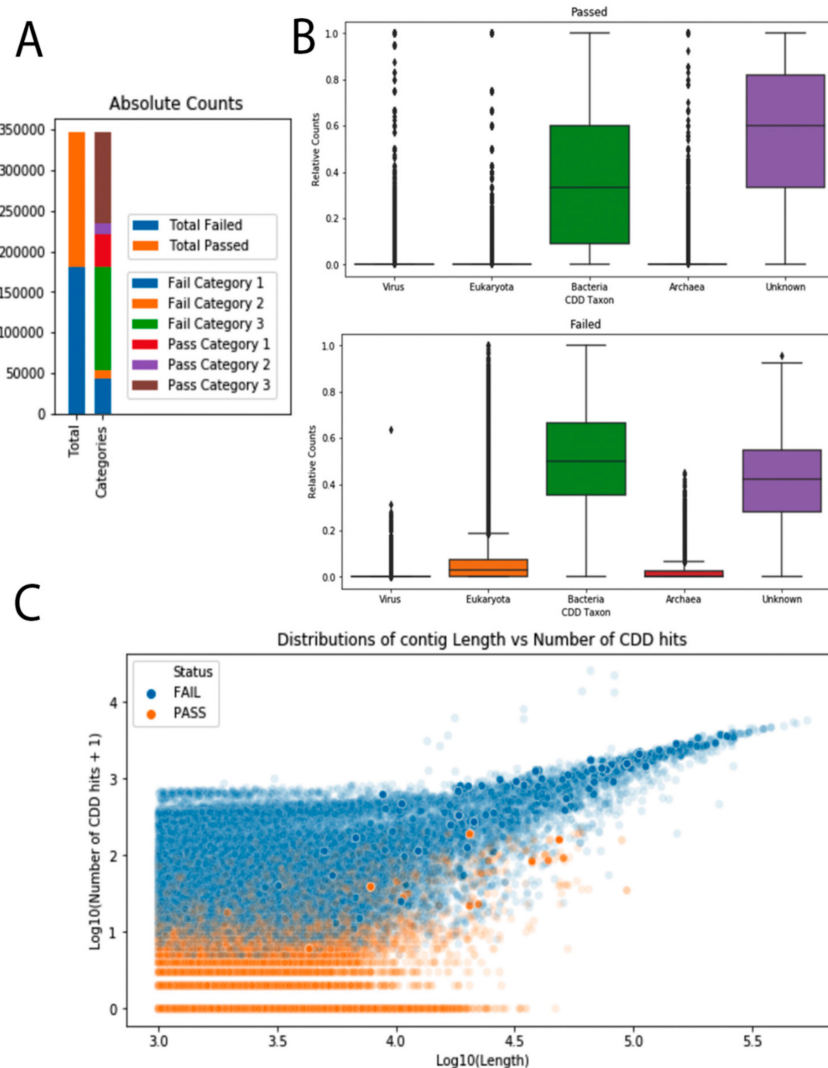 A
Absolute Counts
350000
300000
250000
200000
150000
100000
50000
0
Total
Categories
Total Failed
Total Passed
Fail Category 1
Fail Category 2
Fail Category 3
Pass Category 1
Pass Category 2
Pass Category 3
B
Passed
Relative Counts
1.0
0.8
0.6
0.4
0.2
0.0
Virus Eukaryota Bacteria Archaea Unknown
CDD Taxon
Failed
Relative Counts
1.0
0.8
0.6
0.4
0.2
0.0
Virus Eukaryota Bacteria Archaea Unknown
CDD Taxon
C
Distributions of contig Length vs Number of CDD hits
Status
FAIL
PASS
Log10(Number of CDD hits + 1)
4
3
2
1
0
3.0 3.5 4.0 4.5 5.0 5.5
Log10(Length)